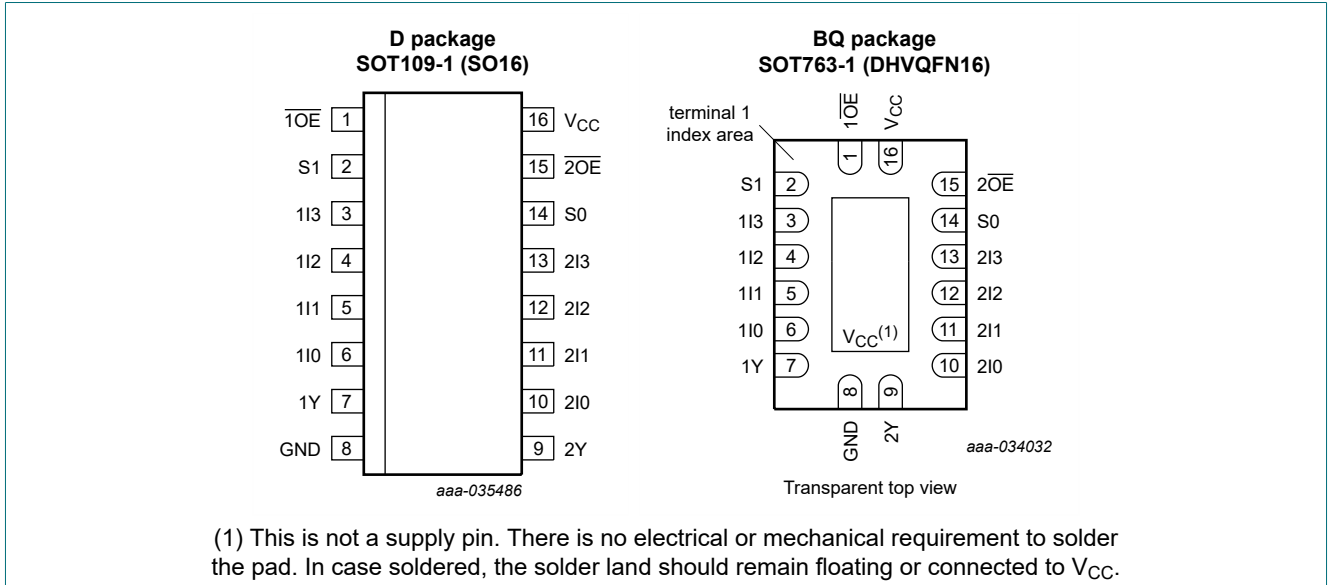 D package
SOT109-1 (SO16)
1OE 1
S1 2
1I3 3
1I2 4
1I1 5
1I0 6
1Y 7
GND 8
16 VCC
15 2OE
14 S0
13 2I3
12 2I2
11 2I1
10 2I0
9 2Y
aaa-035486
BQ package
SOT763-1 (DHVQFN16)
terminal 1
index area
1OE
VCC
1
16
S1 2
1I3 3
1I2 4
1I1 5
1I0 6
1Y 7
15 2OE
14 S0
13 2I3
12 2I2
11 2I1
10 2I0
VCC(1)
8
9
GND
2Y
aaa-034032
Transparent top view
(1) This is not a supply pin. There is no electrical or mechanical requirement to solder
the pad. In case soldered, the solder land should remain floating or connected to VCC.